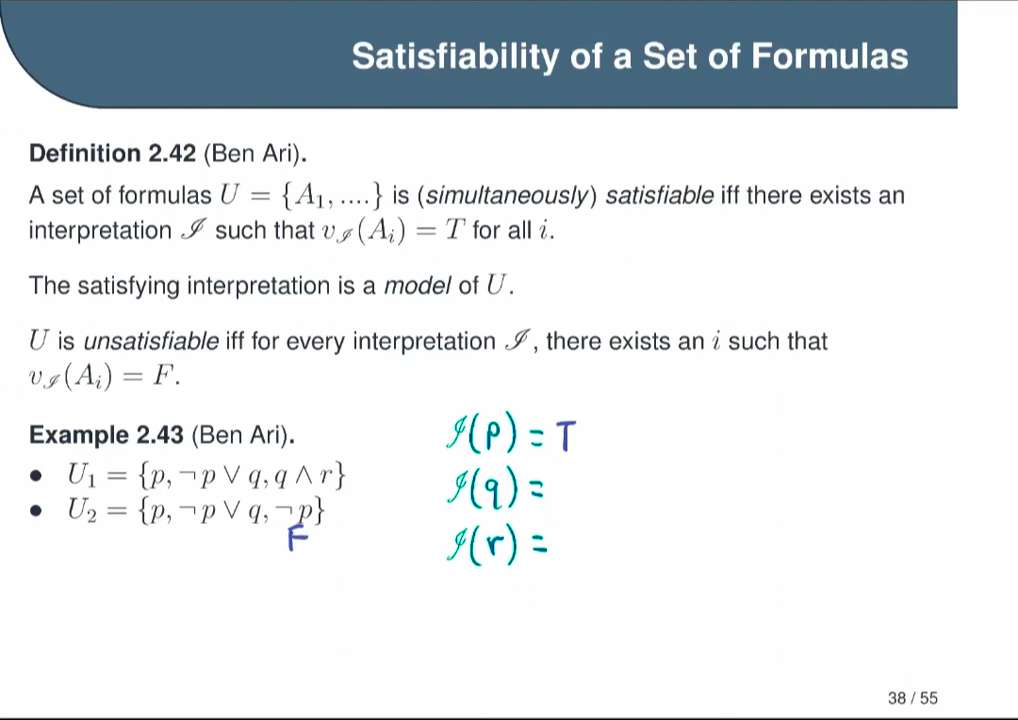 Satisfiability of a Set of Formulas
Definition 2.42 (Ben Ari).
A set of formulas U = {A₁, ....} is (simultaneously) satisfiable iff there exists an
interpretation ℐ such that v_ℐ(Aᵢ) = T for all i.
The satisfying interpretation is a model of U.
U is unsatisfiable iff for every interpretation ℐ, there exists an i such that
v_ℐ(Aᵢ) = F.
Example 2.43 (Ben Ari).
• U₁ = {p, ¬p ∨ q, q ∧ r}
• U₂ = {p, ¬p ∨ q, ¬p}
F
ℐ(p) = T
ℐ(q) =
ℐ(r) =
38 / 55